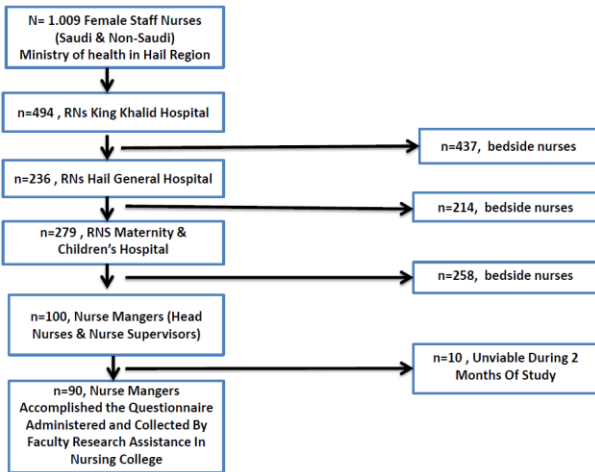 N= 1.009 Female Staff Nurses
(Saudi & Non-Saudi)
Ministry of health in Hail Region
n=494 , RNs King Khalid Hospital
n=437, bedside nurses
n=236 , RNs Hail General Hospital
n=214, bedside nurses
n=279 , RNS Maternity &
Children's Hospital
n=258, bedside nurses
n=100, Nurse Mangers (Head
Nurses & Nurse Supervisors)
n=10 , Unviable During 2
Months Of Study
n=90, Nurse Mangers
Accomplished the Questionnaire
Administered and Collected By
Faculty Research Assistance In
Nursing College